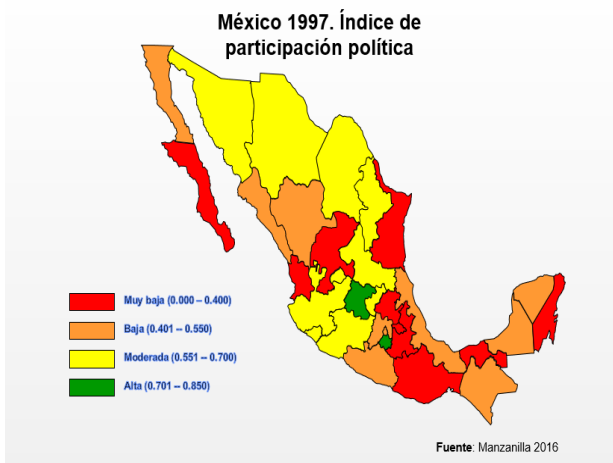 México 1997. Índice de
participación política
Muy baja (0.000 – 0.400)
Baja (0.401 – 0.550)
Moderada (0.551 – 0.700)
Alta (0.701 – 0.850)
Fuente: Manzanilla 2016